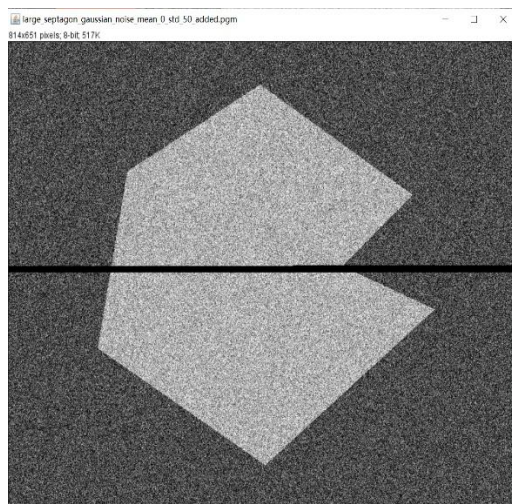 large_septagon_gaussian_noise_mean_0_std_50_added.pgm
814x651 pixels; 8-bit; 517K